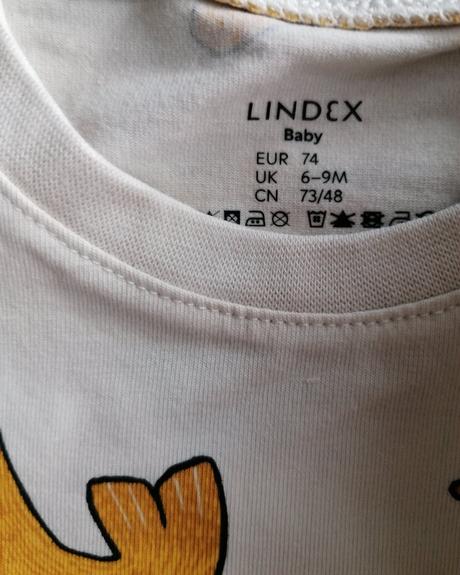 LINDEX
Baby
EUR 74
UK 6–9M
CN 73/48